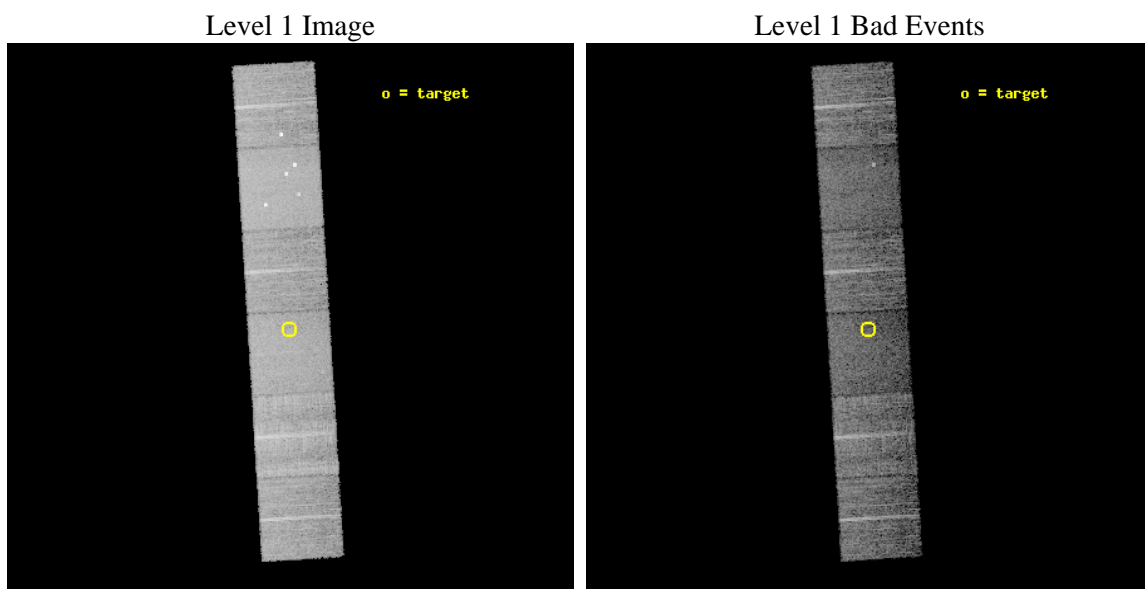 Level 1 Image
Level 1 Bad Events
o = target
o = target